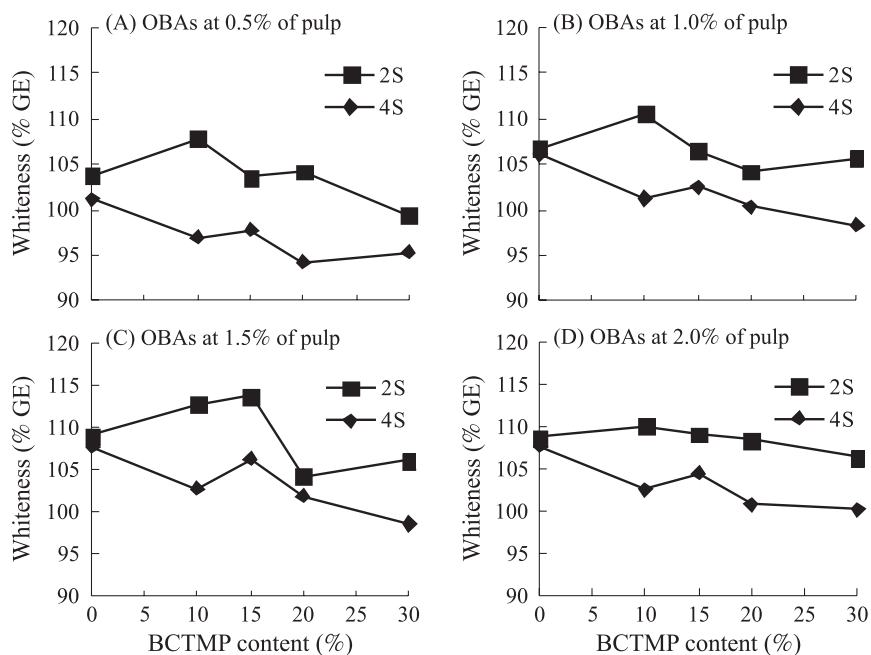 (A) OBAs at 0.5% of pulp
120
115
110
105
100
95
90
Whiteness (% GE)
2S
4S
(B) OBAs at 1.0% of pulp
120
115
110
105
100
95
90
Whiteness (% GE)
2S
4S
(C) OBAs at 1.5% of pulp
120
115
110
105
100
95
90
Whiteness (% GE)
2S
4S
0 5 10 15 20 25 30
BCTMP content (%)
(D) OBAs at 2.0% of pulp
120
115
110
105
100
95
90
Whiteness (% GE)
2S
4S
0 5 10 15 20 25 30
BCTMP content (%)